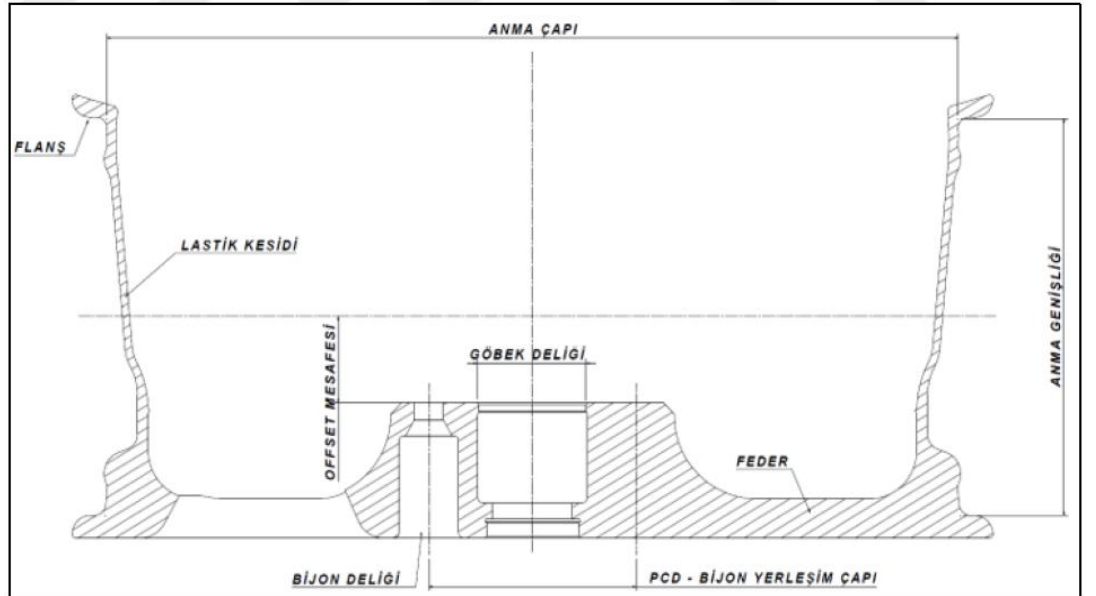 ANMA ÇAPI
FLANŞ
LASTİK KESİDİ
OFFSET MESAFESİ
GÖBEK DELİĞİ
ANMA GENİŞLİĞİ
FEDER
BİJON DELİĞİ
PCD - BİJON YERLEŞİM ÇAPI